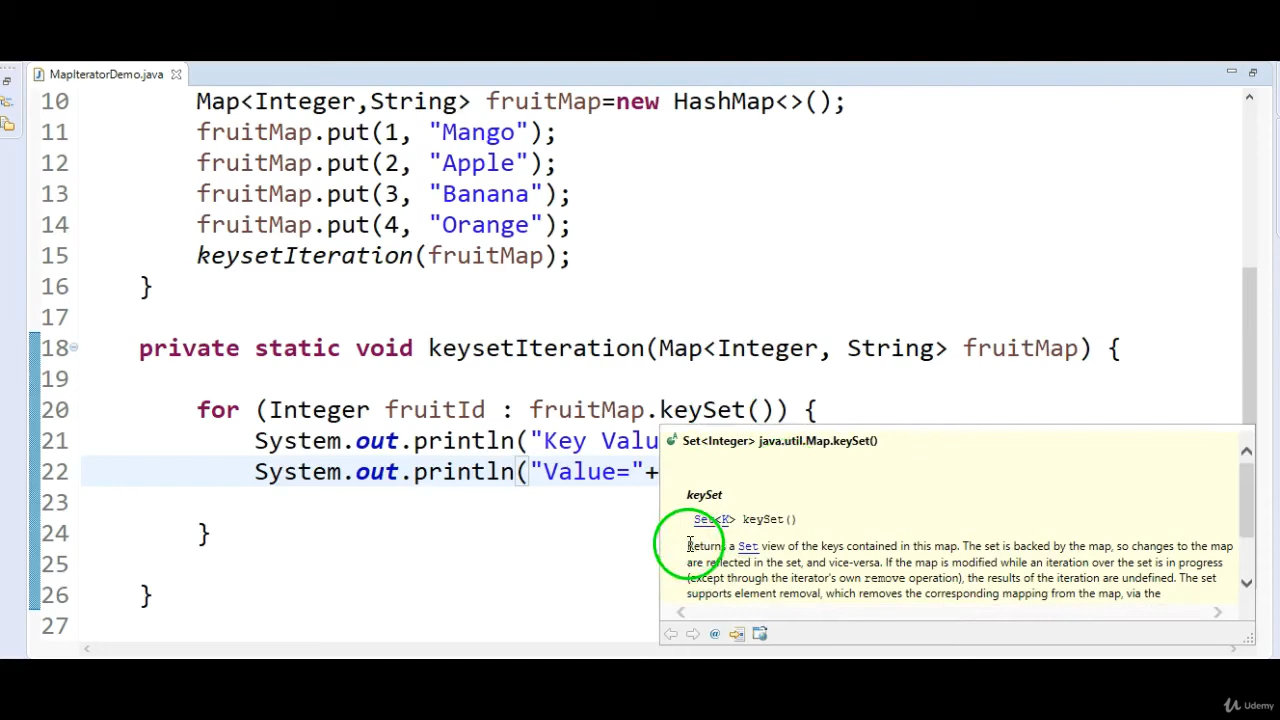 MapIteratorDemo.java
10 Map<Integer,String> fruitMap=new HashMap<>();
11 fruitMap.put(1, "Mango");
12 fruitMap.put(2, "Apple");
13 fruitMap.put(3, "Banana");
14 fruitMap.put(4, "Orange");
15 keysetIteration(fruitMap);
16 }
17
18 private static void keysetIteration(Map<Integer, String> fruitMap) {
19
20 for (Integer fruitId : fruitMap.keySet()) {
21 System.out.println("Key Valu
22 System.out.println("Value="+
23
24 }
25
26 }
27
Set<Integer> java.util.Map.keySet()
keySet
Set<K> keySet()
Returns a Set view of the keys contained in this map. The set is backed by the map, so changes to the map
are reflected in the set, and vice-versa. If the map is modified while an iteration over the set is in progress
(except through the iterator's own remove operation), the results of the iteration are undefined. The set
supports element removal, which removes the corresponding mapping from the map, via the
@
Udemy